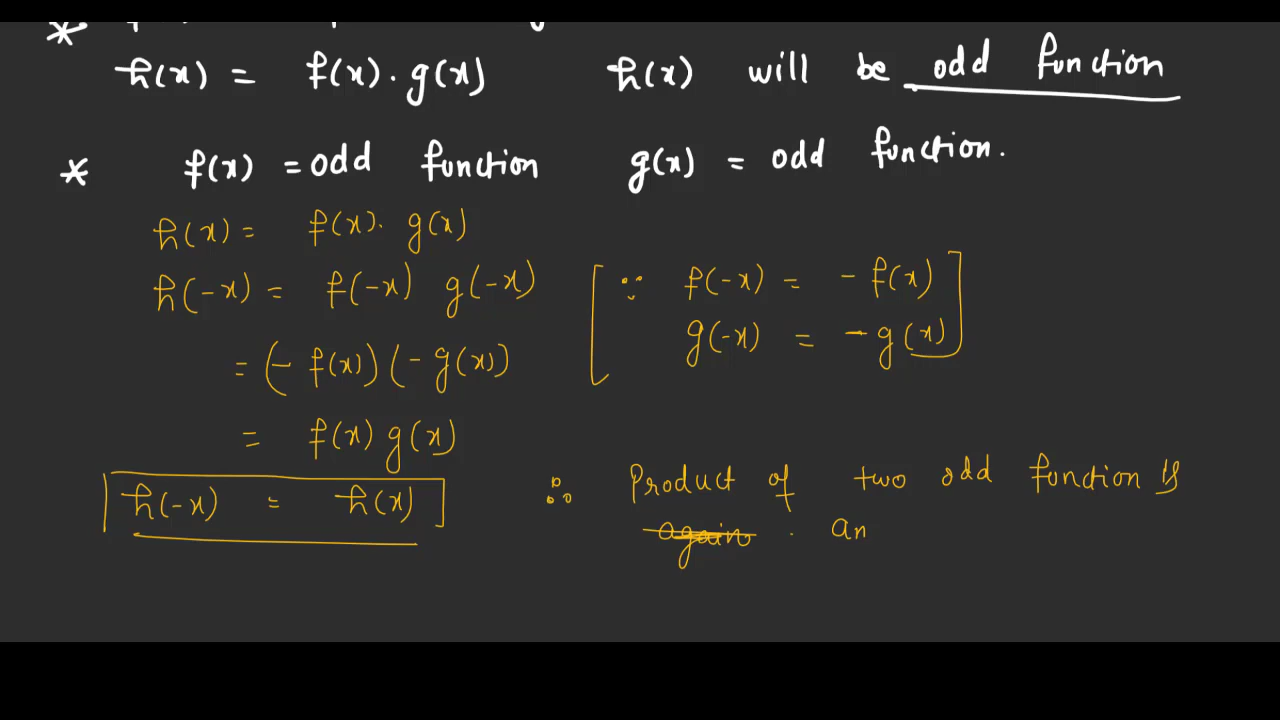 *
h(x) = f(x). g(x) h(x) will be odd function
* f(x) = odd function g(x) = odd function.
h(x) = f(x). g(x)
h(-x) = f(-x) g(-x) [∵ f(-x) = -f(x)
g(-x) = -g(x)]
= (- f(x)) (- g(x))
= f(x) g(x)
h(-x) = h(x) ∴ Product of two odd function is
again . an